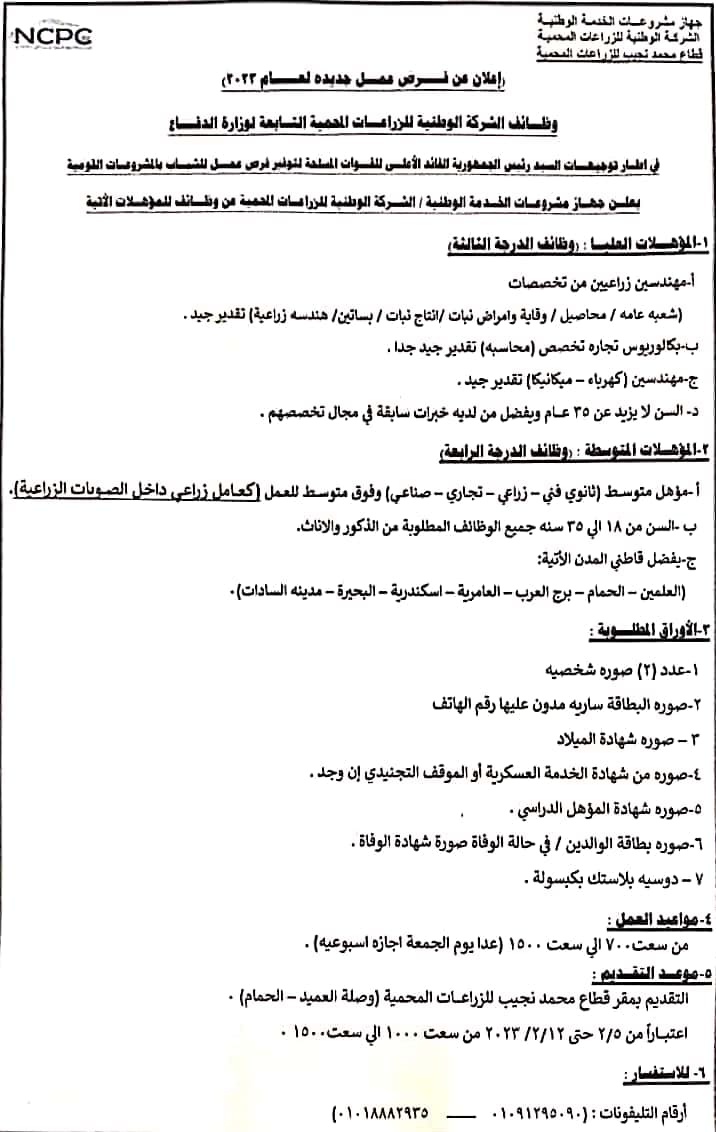 NCPC
جهاز مشروعات الخدمة الوطنية
الشركة الوطنية للزراعات المحمية
قطاع محمد نجيب للزراعات المحمية
(إعلان عن فرص عمل جديده لعام ٢٠٢٣)
وظائف الشركة الوطنية للزراعات المحمية التابعة لوزارة الدفاع
في اطار توجيهات السيد رئيس الجمهورية القائد الأعلى للقوات المسلحة لتوفير فرص عمل للشباب بالمشروعات القومية
يعلن جهاز مشروعات الخدمة الوطنية / الشركة الوطنية للزراعات المحمية عن وظائف للمؤهلات الأتية
١-المؤهلات العليا : (وظائف الدرجة الثالثة)
أ-مهندسين زراعيين من تخصصات
(شعبه عامه / محاصيل / وقاية وامراض نبات /انتاج نبات / بساتين/ هندسه زراعية) تقدير جيد .
ب-بكالوريوس تجاره تخصص (محاسبه) تقدير جيد جدا .
ج-مهندسين (كهرباء – ميكانيكا) تقدير جيد .
د- السن لا يزيد عن ٣٥ عام ويفضل من لديه خبرات سابقة في مجال تخصصهم .
٢-المؤهلات المتوسطة : (وظائف الدرجة الرابعة)
أ-مؤهل متوسط (ثانوي فني – زراعي – تجاري – صناعي) وفوق متوسط للعمل (كعامل زراعي داخل الصوبات الزراعية).
ب -السن من ١٨ الي ٣٥ سنه جميع الوظائف المطلوبة من الذكور والاناث.
ج-يفضل قاطني المدن الأتية:
(العلمين – الحمام – برج العرب – العامرية – اسكندرية – البحيرة – مدينه السادات).
٣-الأوراق المطلوبة :
١-عدد (٢) صوره شخصيه
٢-صوره البطاقة ساريه مدون عليها رقم الهاتف
٣ – صوره شهادة الميلاد
٤-صوره من شهادة الخدمة العسكرية أو الموقف التجنيدي إن وجد .
٥-صوره شهادة المؤهل الدراسي .
٦-صوره بطاقة الوالدين / في حالة الوفاة صورة شهادة الوفاة .
٧ – دوسيه بلاستك بكبسولة .
٤-مواعيد العمل :
من سعت٧٠٠ الي سعت ١٥٠٠ (عدا يوم الجمعة اجازه اسبوعيه) .
٥-موعد التقديم :
التقديم بمقر قطاع محمد نجيب للزراعات المحمية (وصلة العميد – الحمام) .
اعتباراً من ٢/٥ حتى ٢/١٢/ ٢٠٢٣ من سعت ١٠٠٠ الي سعت١٥٠٠ .
٦- للاستفسار :
أرقام التليفونات : (٠١٠٩١٢٩٥٠٩٠ — ٠١٠١٨٨٨٢٩٣٥)